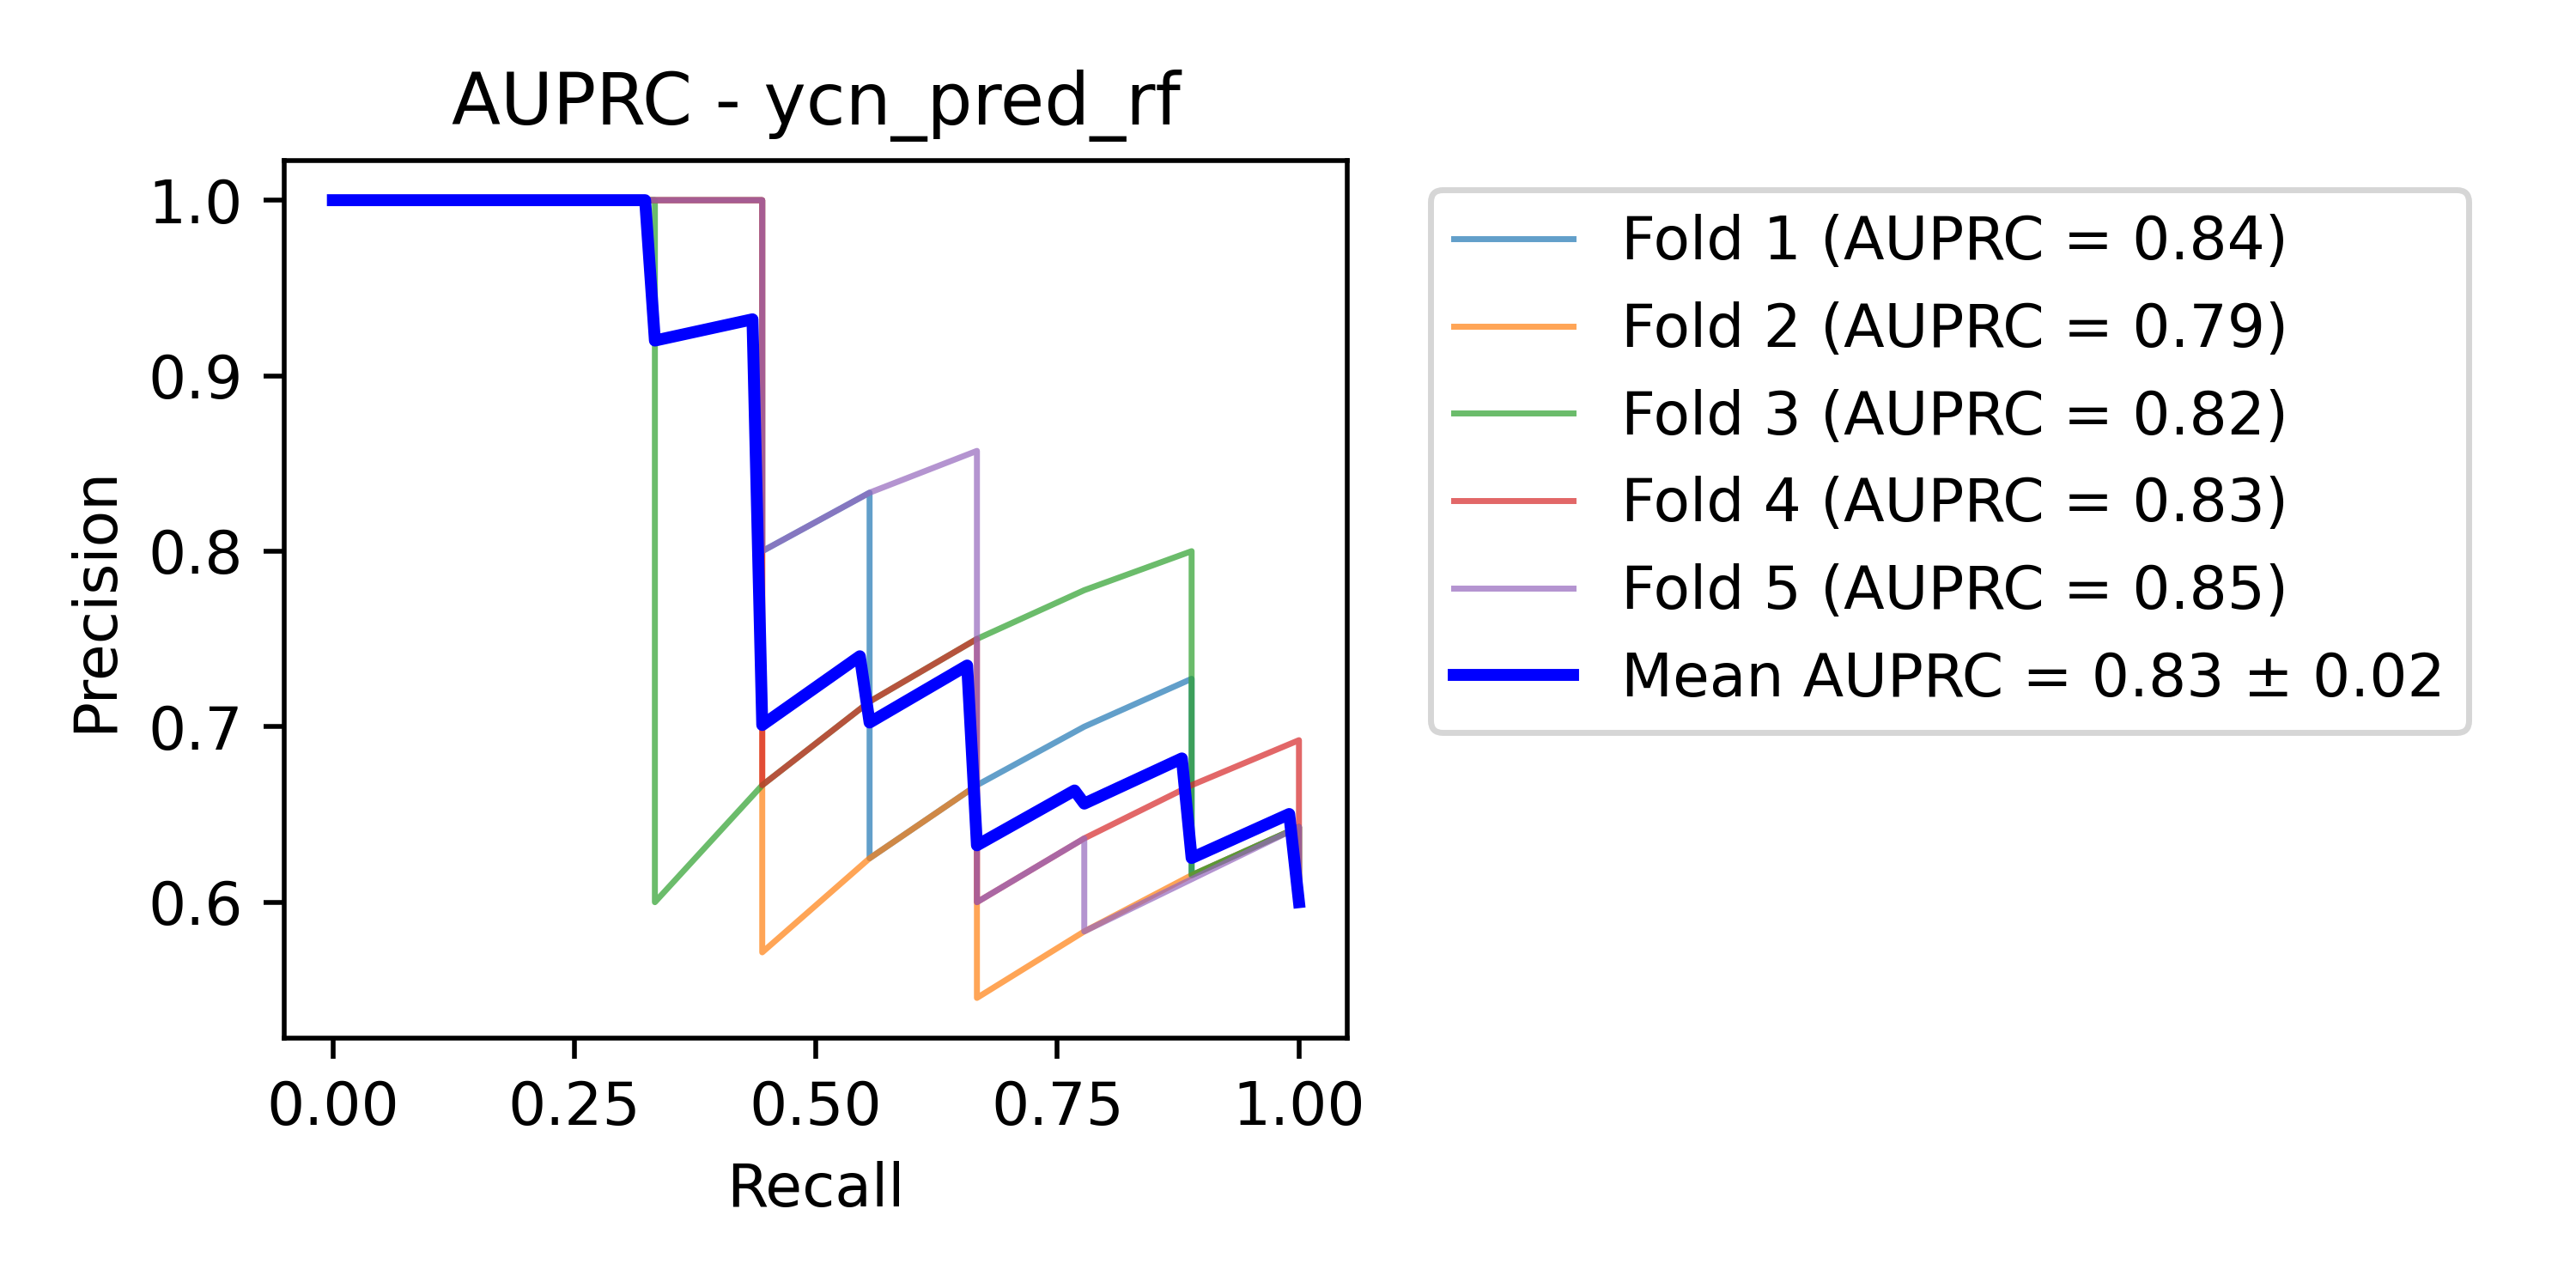 AUPRC - ycn_pred_rf
1.0
0.9
0.8
0.7
0.6
Precision
0.00 0.25 0.50 0.75 1.00
Recall
Fold 1 (AUPRC = 0.84)
Fold 2 (AUPRC = 0.79)
Fold 3 (AUPRC = 0.82)
Fold 4 (AUPRC = 0.83)
Fold 5 (AUPRC = 0.85)
Mean AUPRC = 0.83 ± 0.02